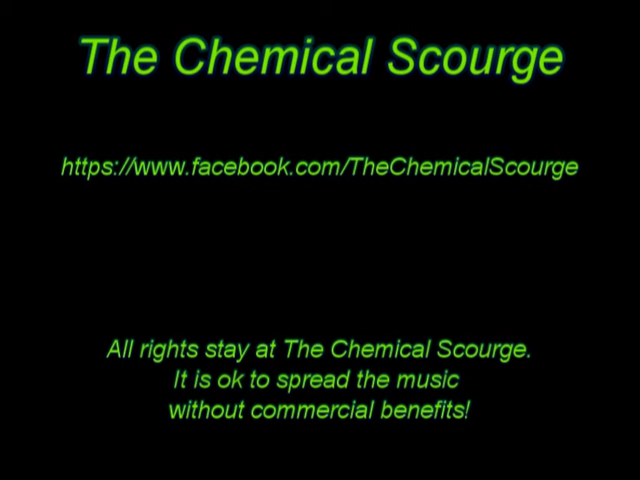 The Chemical Scourge
https://www.facebook.com/TheChemicalScourge
All rights stay at The Chemical Scourge.
It is ok to spread the music
without commercial benefits!